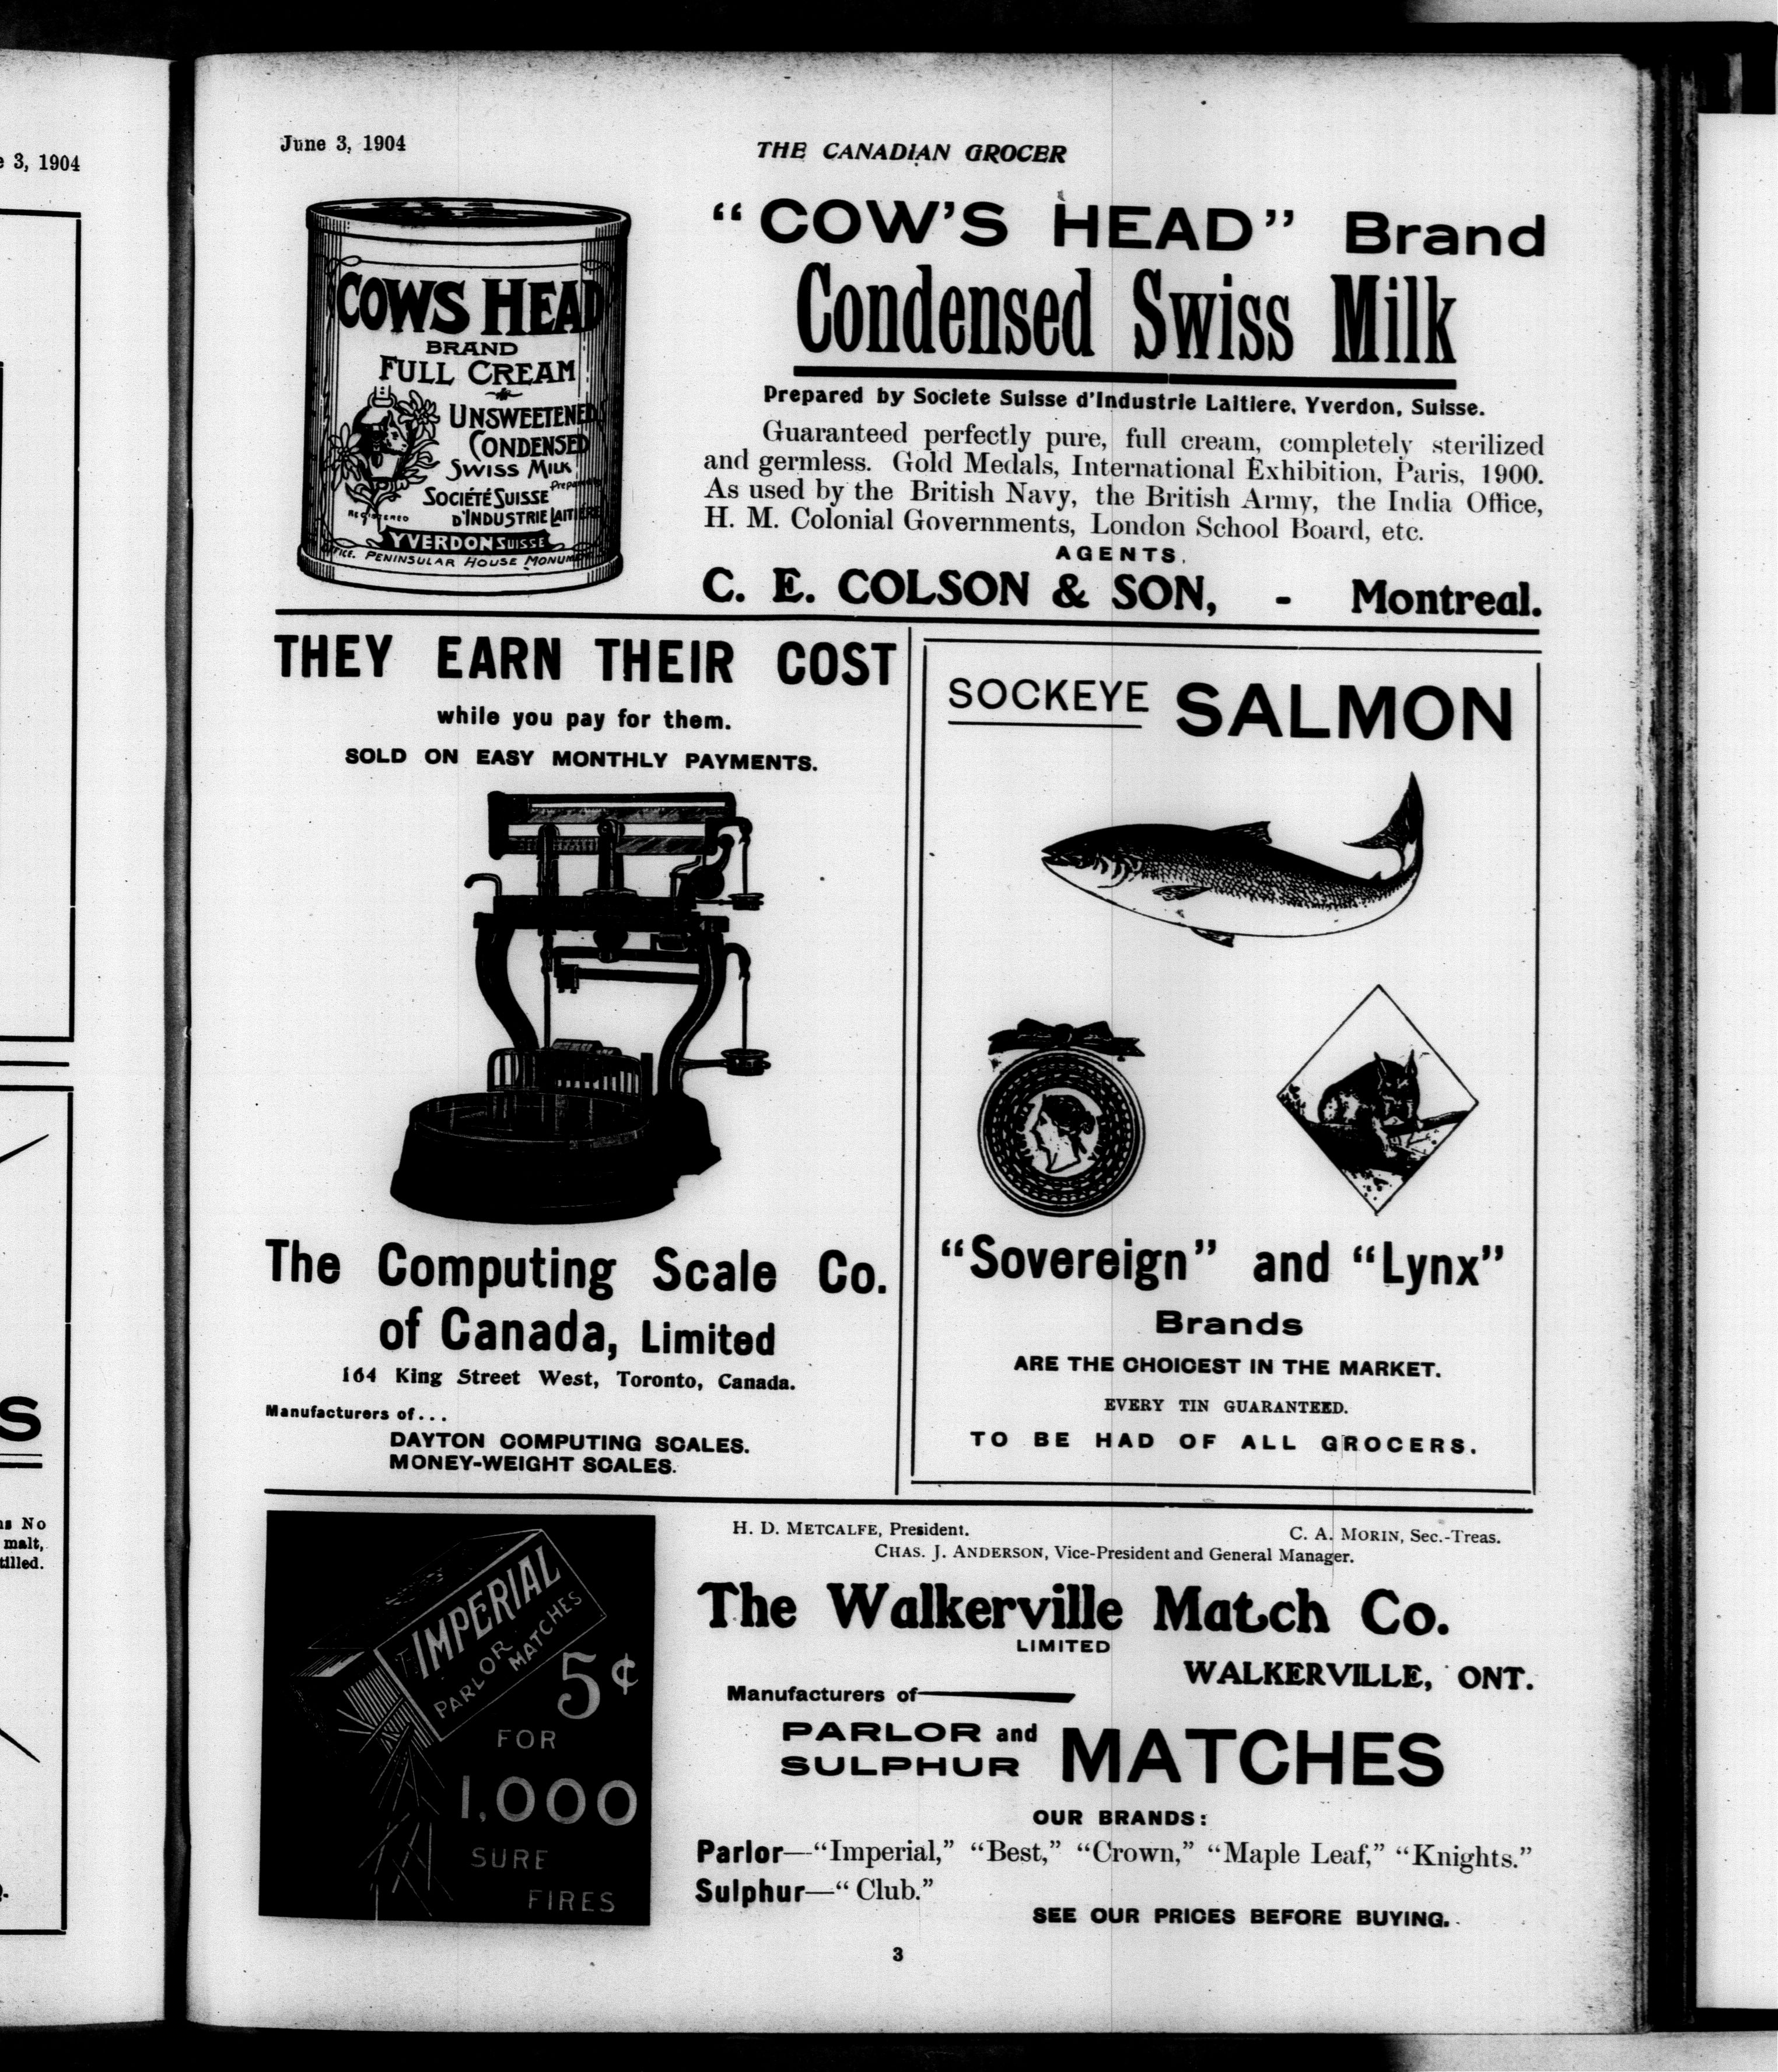 e 3, 1904
S
ns No
malt,
tilled.
June 3, 1904
THE CANADIAN GROCER
COWS HEAD
BRAND
FULL CREAM
UNSWEETENED
CONDENSED
SWISS MILK
Prepared
SOCIÉTÉ SUISSE
D'INDUSTRIE LAITIÈRE
REGISTERED
YVERDON SUISSE
OFFICE. PENINSULAR HOUSE MONUM
"COW'S HEAD" Brand
Condensed Swiss Milk
Prepared by Societe Suisse d'Industrie Laitiere, Yverdon, Suisse.
Guaranteed perfectly pure, full cream, completely sterilized
and germless. Gold Medals, International Exhibition, Paris, 1900.
As used by the British Navy, the British Army, the India Office,
H. M. Colonial Governments, London School Board, etc.
AGENTS.
C. E. COLSON & SON, - Montreal.
THEY EARN THEIR COST
while you pay for them.
SOLD ON EASY MONTHLY PAYMENTS.
The Computing Scale Co.
of Canada, Limited
164 King Street West, Toronto, Canada.
Manufacturers of...
DAYTON COMPUTING SCALES.
MONEY-WEIGHT SCALES.
SOCKEYE SALMON
"Sovereign" and "Lynx"
Brands
ARE THE CHOICEST IN THE MARKET.
EVERY TIN GUARANTEED.
TO BE HAD OF ALL GROCERS.
IMPERIAL
PARLOR
MATCHES
5¢
FOR
1,000
SURE
FIRES
H. D. METCALFE, President. C. A. MORIN, Sec.-Treas.
CHAS. J. ANDERSON, Vice-President and General Manager.
The Walkerville Match Co.
LIMITED
WALKERVILLE, ONT.
Manufacturers of
PARLOR and
SULPHUR MATCHES
OUR BRANDS:
Parlor—"Imperial," "Best," "Crown," "Maple Leaf," "Knights."
Sulphur—"Club."
SEE OUR PRICES BEFORE BUYING.
3